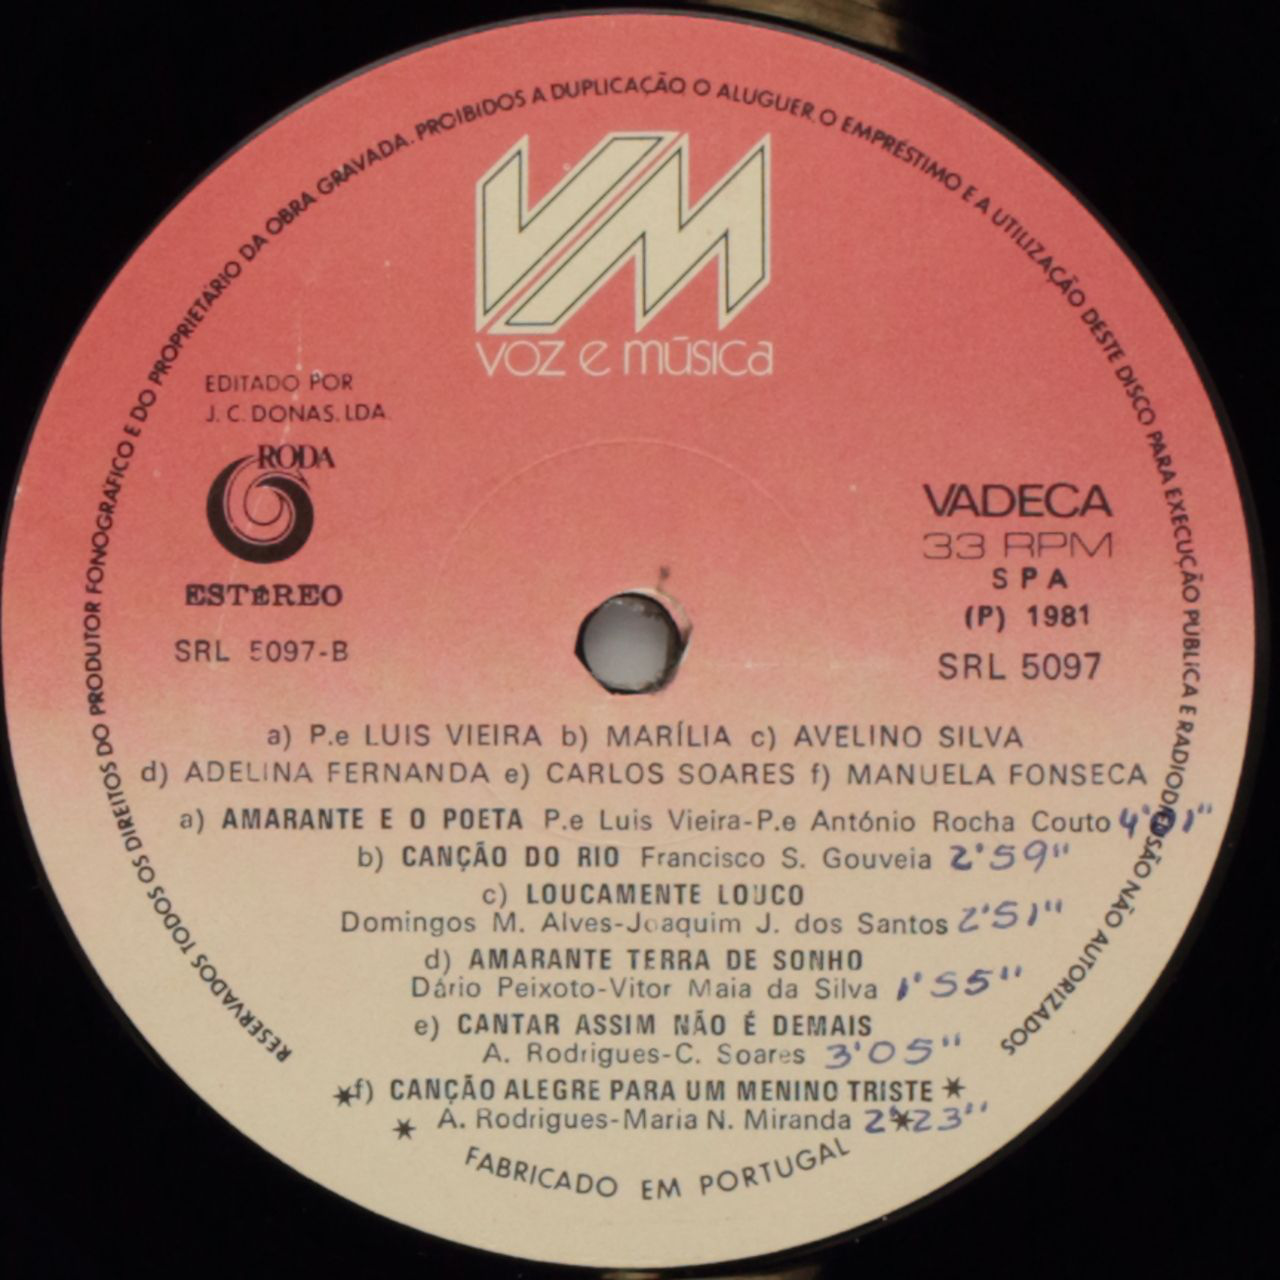 RESERVADOS TODOS OS DIREITOS DO PRODUTOR FONOGRAFICO E DO PROPRIETARIO DA OBRA GRAVADA. PROIBIDOS A DUPLICAÇÃO O ALUGUER. O EMPRÉSTIMO E A UTILIZAÇÃO DESTE DISCO PARA EXECUÇÃO PUBLICA E RADIODIFUSÃO NÃO AUTORIZADOS
VM
VOZ E MÚSICA
EDITADO POR
J. C. DONAS. LDA
RODA
ESTÉREO
SRL 5097-B
VADECA
33 RPM
S P A
(P) 1981
SRL 5097
a) P.e LUIS VIEIRA b) MARÍLIA c) AVELINO SILVA
d) ADELINA FERNANDA e) CARLOS SOARES f) MANUELA FONSECA
a) AMARANTE E O POETA P.e Luis Vieira-P.e António Rocha Couto 4'01"
b) CANÇÃO DO RIO Francisco S. Gouveia 2'59"
c) LOUCAMENTE LOUCO
Domingos M. Alves-Joaquim J. dos Santos 2'51"
d) AMARANTE TERRA DE SONHO
Dário Peixoto-Vitor Maia da Silva 1'55"
e) CANTAR ASSIM NÃO É DEMAIS
A. Rodrigues-C. Soares 3'05"
*f) CANÇÃO ALEGRE PARA UM MENINO TRISTE *
* A. Rodrigues-Maria N. Miranda 2'*23"
FABRICADO EM PORTUGAL